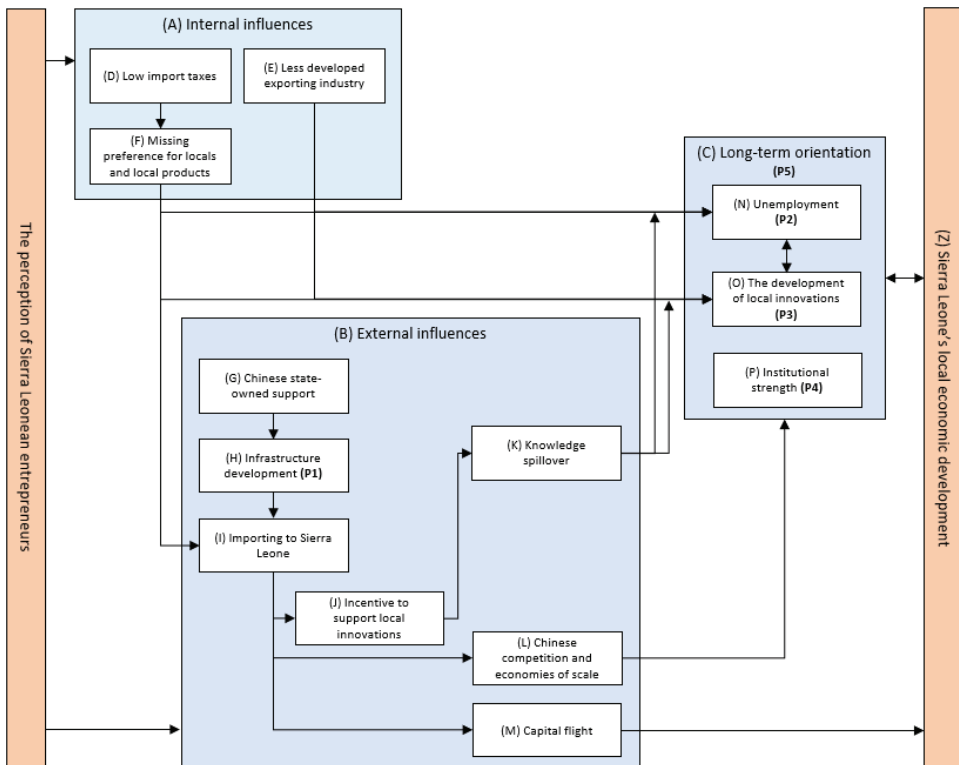 The perception of Sierra Leonean entrepreneurs
(A) Internal influences
(D) Low import taxes
(E) Less developed
exporting industry
(F) Missing
preference for locals
and local products
(B) External influences
(G) Chinese state-
owned support
(H) Infrastructure
development (P1)
(I) Importing to Sierra
Leone
(J) Incentive to
support local
innovations
(K) Knowledge
spillover
(L) Chinese
competition and
economies of scale
(M) Capital flight
(C) Long-term orientation
(P5)
(N) Unemployment
(P2)
(O) The development
of local innovations
(P3)
(P) Institutional
strength (P4)
(Z) Sierra Leone's local economic development